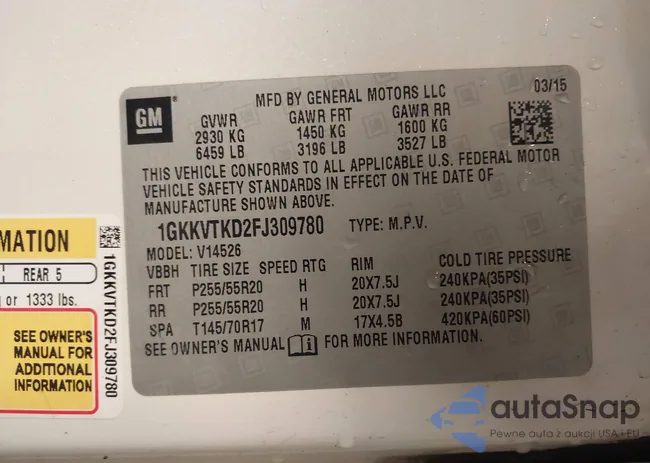 GM
MFD BY GENERAL MOTORS LLC
03/15
GVWR GAWR FRT GAWR RR
2930 KG 1450 KG 1600 KG
6459 LB 3196 LB 3527 LB
THIS VEHICLE CONFORMS TO ALL APPLICABLE U.S. FEDERAL MOTOR
VEHICLE SAFETY STANDARDS IN EFFECT ON THE DATE OF
MANUFACTURE SHOWN ABOVE.
1GKKVTKD2FJ309780 TYPE: M.P.V.
MODEL: V14526
VBBH TIRE SIZE SPEED RTG RIM COLD TIRE PRESSURE
FRT P255/55R20 H 20X7.5J 240KPA(35PSI)
RR P255/55R20 H 20X7.5J 240KPA(35PSI)
SPA T145/70R17 M 17X4.5B 420KPA(60PSI)
SEE OWNER'S MANUAL FOR MORE INFORMATION.
MATION
REAR 5
or 1333 lbs.
SEE OWNER'S
MANUAL FOR
ADDITIONAL
INFORMATION
1GKKVTKD2FJ309780
autaSnap
Pewne auta z aukcji USA i EU